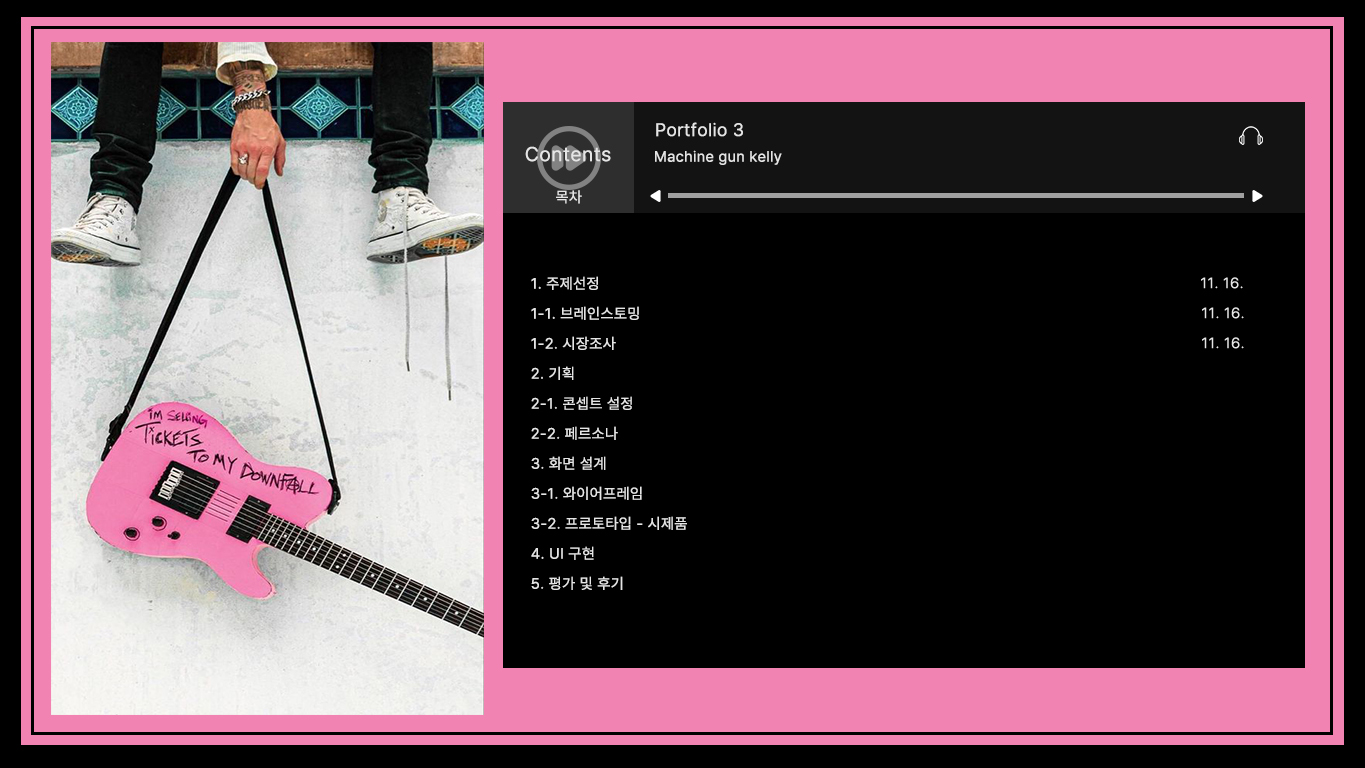 I'M SELLING
TICKETS
TO MY DOWNFALL
Contents
목차
Portfolio 3
Machine gun kelly
1. 주제선정 11. 16.
1-1. 브레인스토밍 11. 16.
1-2. 시장조사 11. 16.
2. 기획
2-1. 콘셉트 설정
2-2. 페르소나
3. 화면 설계
3-1. 와이어프레임
3-2. 프로토타입 - 시제품
4. UI 구현
5. 평가 및 후기